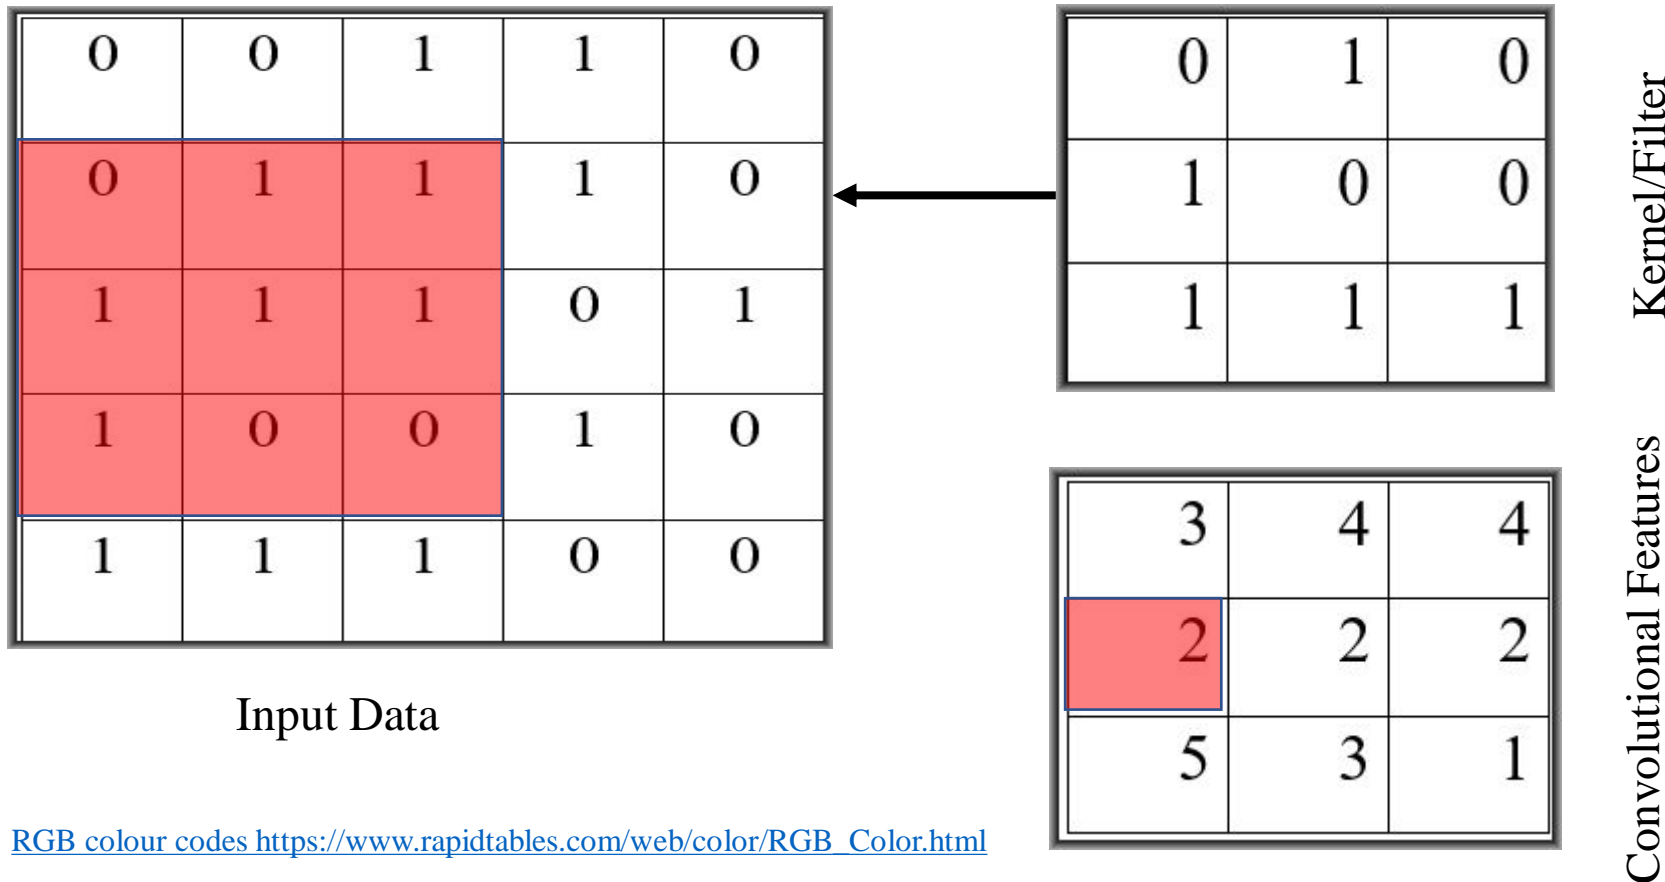 0 0 1 1 0
0 1 1 1 0
1 1 1 0 1
1 0 0 1 0
1 1 1 0 0
Input Data
0 1 0
1 0 0
1 1 1
Kernel/Filter
3 4 4
2 2 2
5 3 1
Convolutional Features
RGB colour codes https://www.rapidtables.com/web/color/RGB_Color.html